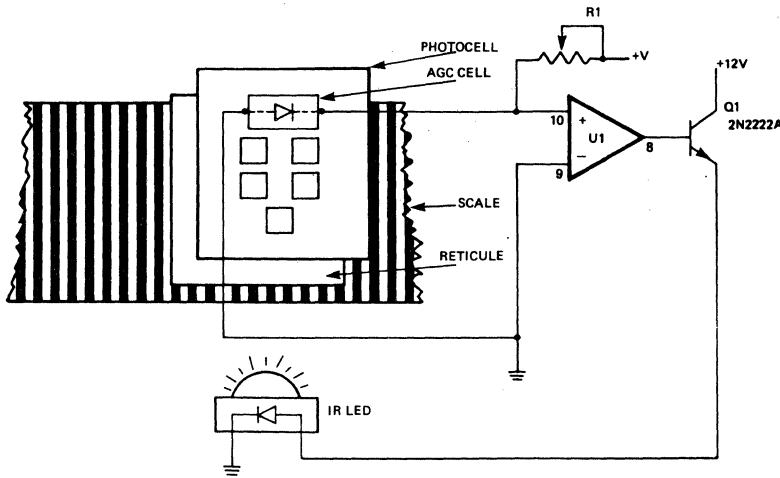 R1
PHOTOCELL
+V
AGC CELL
+12V
Q1
2N2222A
10
+
U1
8
−
9
SCALE
RETICULE
IR LED